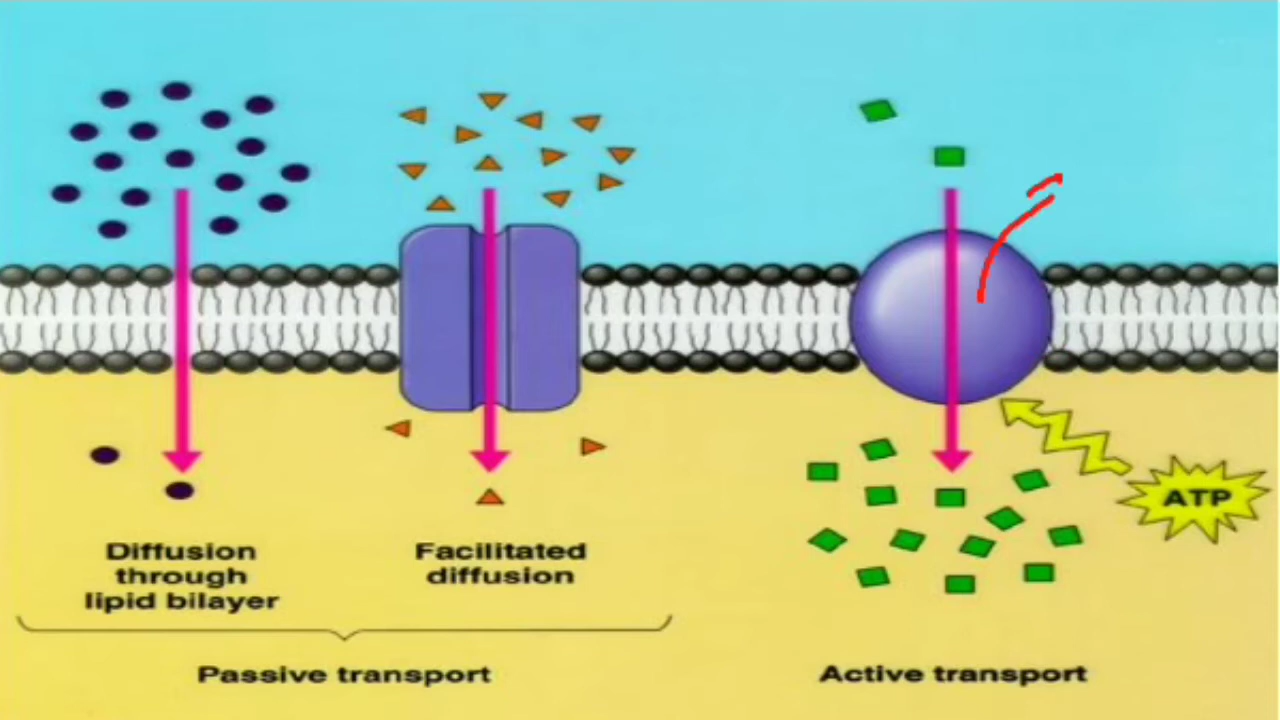 ATP
Diffusion
through
lipid bilayer
Facilitated
diffusion
Passive transport
Active transport